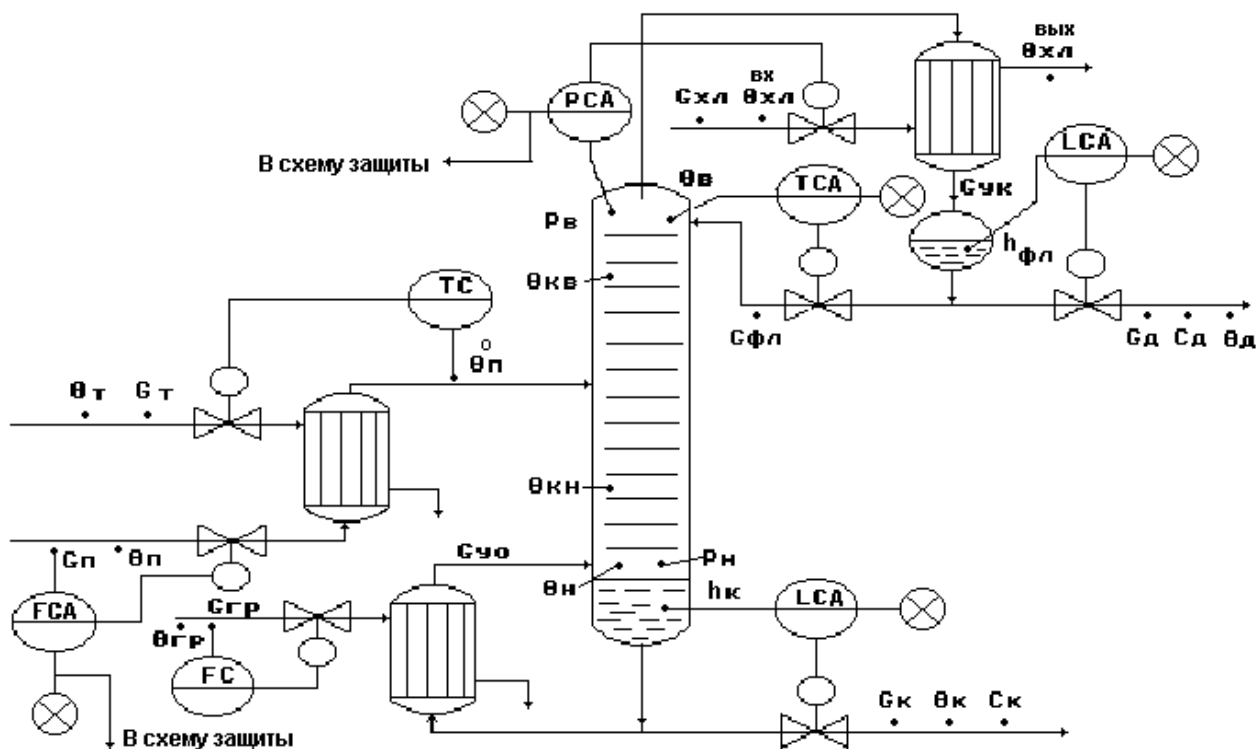 вых
θхл
вх
Gхл θхл
PCA
LCA
В схему защиты
θв
TCA
Gук
Pв
hфл
θкв
TC
Gфл
Gд Cд θд
θп°
θт Gт
θкн
Gп θп
Gуо
Pн
θн
hк
LCA
FCA
Gгр
θгр
FC
Gк θк Cк
В схему защиты